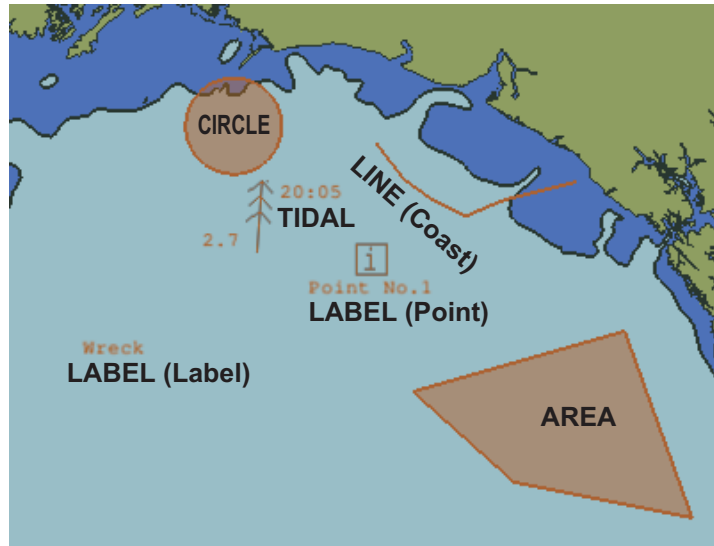 CIRCLE
LINE (Coast)
20:05
TIDAL
2.7
i
Point No.1
LABEL (Point)
Wreck
LABEL (Label)
AREA